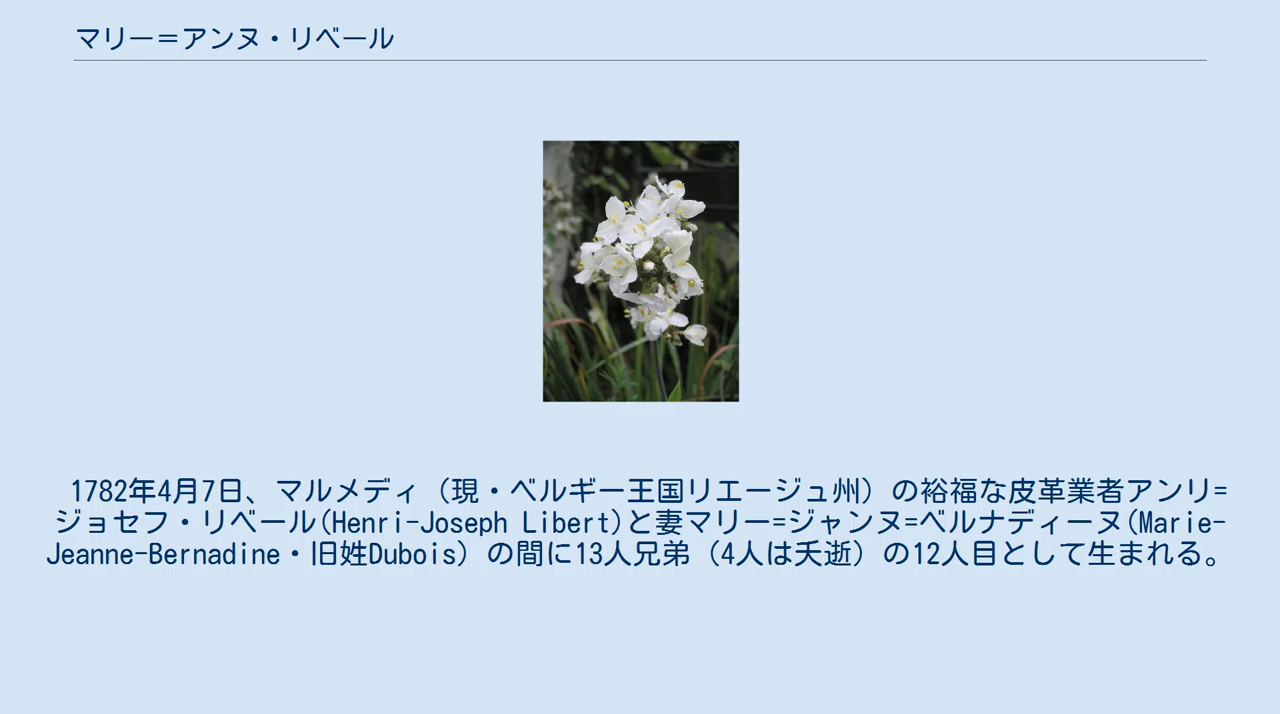 マリー＝アンヌ・リベール
1782年4月7日、マルメディ（現・ベルギー王国リエージュ州）の裕福な皮革業者アンリ=
ジョセフ・リベール(Henri-Joseph Libert)と妻マリー=ジャンヌ=ベルナディーヌ(Marie-
Jeanne-Bernadine・旧姓Dubois）の間に13人兄弟（4人は夭逝）の12人目として生まれる。